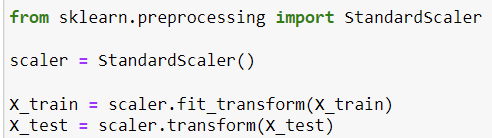 from sklearn.preprocessing import StandardScaler
scaler = StandardScaler()
X_train = scaler.fit_transform(X_train)
X_test = scaler.transform(X_test)